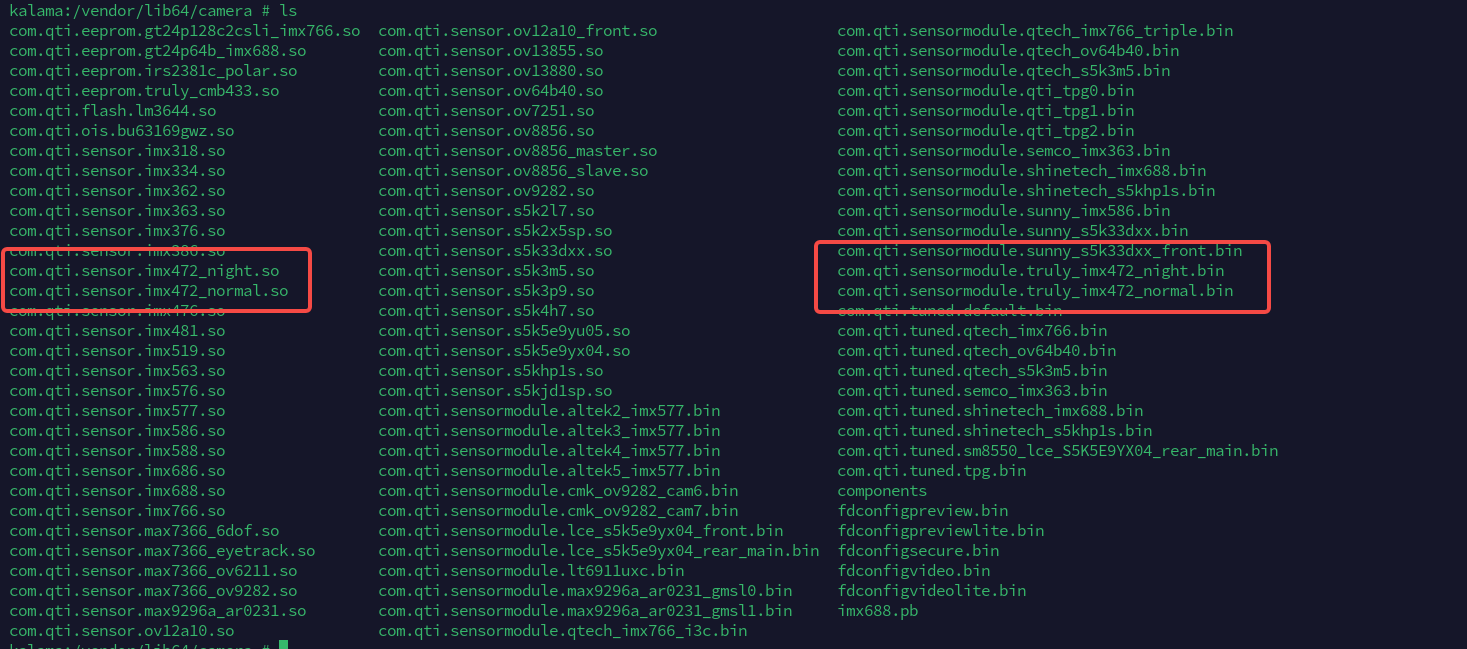 kalama:/vendor/lib64/camera # ls
com.qti.eeprom.gt24p128c2csli_imx766.so com.qti.sensor.ov12a10_front.so com.qti.sensormodule.qtech_imx766_triple.bin
com.qti.eeprom.gt24p64b_imx688.so com.qti.sensor.ov13855.so com.qti.sensormodule.qtech_ov64b40.bin
com.qti.eeprom.irs2381c_polar.so com.qti.sensor.ov13880.so com.qti.sensormodule.qtech_s5k3m5.bin
com.qti.eeprom.truly_cmb433.so com.qti.sensor.ov64b40.so com.qti.sensormodule.qti_tpg0.bin
com.qti.flash.lm3644.so com.qti.sensor.ov7251.so com.qti.sensormodule.qti_tpg1.bin
com.qti.ois.bu63169gwz.so com.qti.sensor.ov8856.so com.qti.sensormodule.qti_tpg2.bin
com.qti.sensor.imx318.so com.qti.sensor.ov8856_master.so com.qti.sensormodule.semco_imx363.bin
com.qti.sensor.imx334.so com.qti.sensor.ov8856_slave.so com.qti.sensormodule.shinetech_imx688.bin
com.qti.sensor.imx362.so com.qti.sensor.ov9282.so com.qti.sensormodule.shinetech_s5khp1s.bin
com.qti.sensor.imx363.so com.qti.sensor.s5k2l7.so com.qti.sensormodule.sunny_imx586.bin
com.qti.sensor.imx376.so com.qti.sensor.s5k2x5sp.so com.qti.sensormodule.sunny_s5k33dxx.bin
com.qti.sensor.imx386.so com.qti.sensor.s5k33dxx.so com.qti.sensormodule.sunny_s5k33dxx_front.bin
com.qti.sensor.imx472_night.so com.qti.sensor.s5k3m5.so com.qti.sensormodule.truly_imx472_night.bin
com.qti.sensor.imx472_normal.so com.qti.sensor.s5k3p9.so com.qti.sensormodule.truly_imx472_normal.bin
com.qti.sensor.imx476.so com.qti.sensor.s5k4h7.so com.qti.tuned.default.bin
com.qti.sensor.imx481.so com.qti.sensor.s5k5e9yu05.so com.qti.tuned.qtech_imx766.bin
com.qti.sensor.imx519.so com.qti.sensor.s5k5e9yx04.so com.qti.tuned.qtech_ov64b40.bin
com.qti.sensor.imx563.so com.qti.sensor.s5khp1s.so com.qti.tuned.qtech_s5k3m5.bin
com.qti.sensor.imx576.so com.qti.sensor.s5kjd1sp.so com.qti.tuned.semco_imx363.bin
com.qti.sensor.imx577.so com.qti.sensormodule.altek2_imx577.bin com.qti.tuned.shinetech_imx688.bin
com.qti.sensor.imx586.so com.qti.sensormodule.altek3_imx577.bin com.qti.tuned.shinetech_s5khp1s.bin
com.qti.sensor.imx588.so com.qti.sensormodule.altek4_imx577.bin com.qti.tuned.sm8550_lce_S5K5E9YX04_rear_main.bin
com.qti.sensor.imx686.so com.qti.sensormodule.altek5_imx577.bin com.qti.tuned.tpg.bin
com.qti.sensor.imx688.so com.qti.sensormodule.cmk_ov9282_cam6.bin components
com.qti.sensor.imx766.so com.qti.sensormodule.cmk_ov9282_cam7.bin fdconfigpreview.bin
com.qti.sensor.max7366_6dof.so com.qti.sensormodule.lce_s5k5e9yx04_front.bin fdconfigpreviewlite.bin
com.qti.sensor.max7366_eyetrack.so com.qti.sensormodule.lce_s5k5e9yx04_rear_main.bin fdconfigsecure.bin
com.qti.sensor.max7366_ov6211.so com.qti.sensormodule.lt6911uxc.bin fdconfigvideo.bin
com.qti.sensor.max7366_ov9282.so com.qti.sensormodule.max9296a_ar0231_gmsl0.bin fdconfigvideolite.bin
com.qti.sensor.max9296a_ar0231.so com.qti.sensormodule.max9296a_ar0231_gmsl1.bin imx688.pb
com.qti.sensor.ov12a10.so com.qti.sensormodule.qtech_imx766_i3c.bin
kalama:/vendor/lib64/camera #